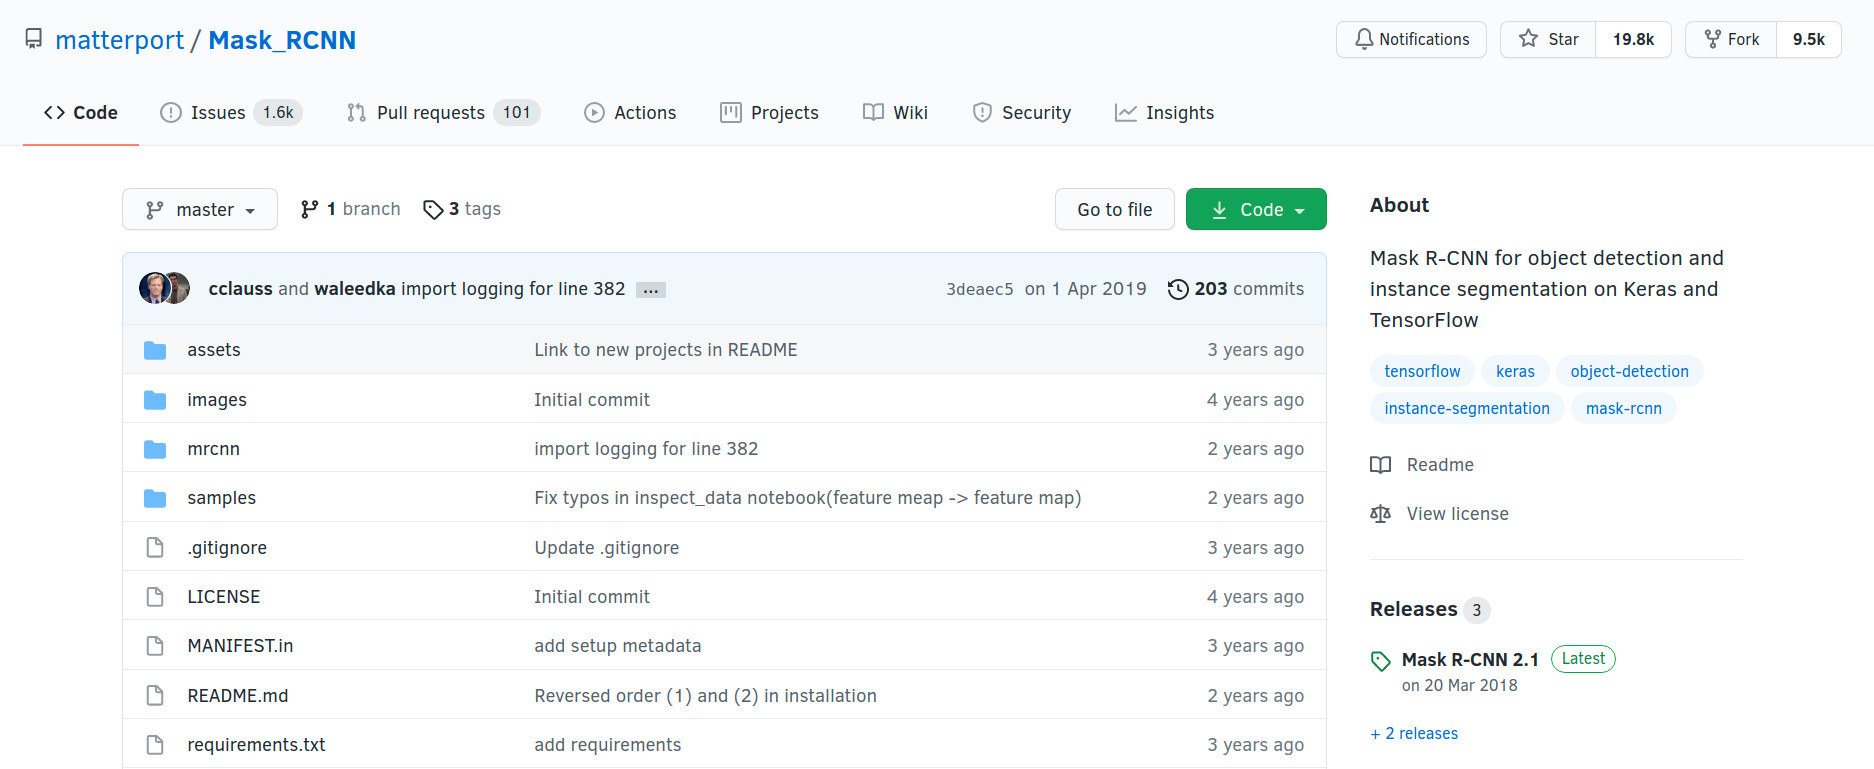 matterport / Mask_RCNN
Notifications
Star 19.8k
Fork 9.5k
Code
Issues 1.6k
Pull requests 101
Actions
Projects
Wiki
Security
Insights
master
1 branch
3 tags
Go to file
Code
cclauss and waleedka import logging for line 382 ...
3deaec5 on 1 Apr 2019
203 commits
assets Link to new projects in README 3 years ago
images Initial commit 4 years ago
mrcnn import logging for line 382 2 years ago
samples Fix typos in inspect_data notebook(feature meap -> feature map) 2 years ago
.gitignore Update .gitignore 3 years ago
LICENSE Initial commit 4 years ago
MANIFEST.in add setup metadata 3 years ago
README.md Reversed order (1) and (2) in installation 2 years ago
requirements.txt add requirements 3 years ago
About
Mask R-CNN for object detection and
instance segmentation on Keras and
TensorFlow
tensorflow keras object-detection
instance-segmentation mask-rcnn
Readme
View license
Releases 3
Mask R-CNN 2.1 Latest
on 20 Mar 2018
+ 2 releases